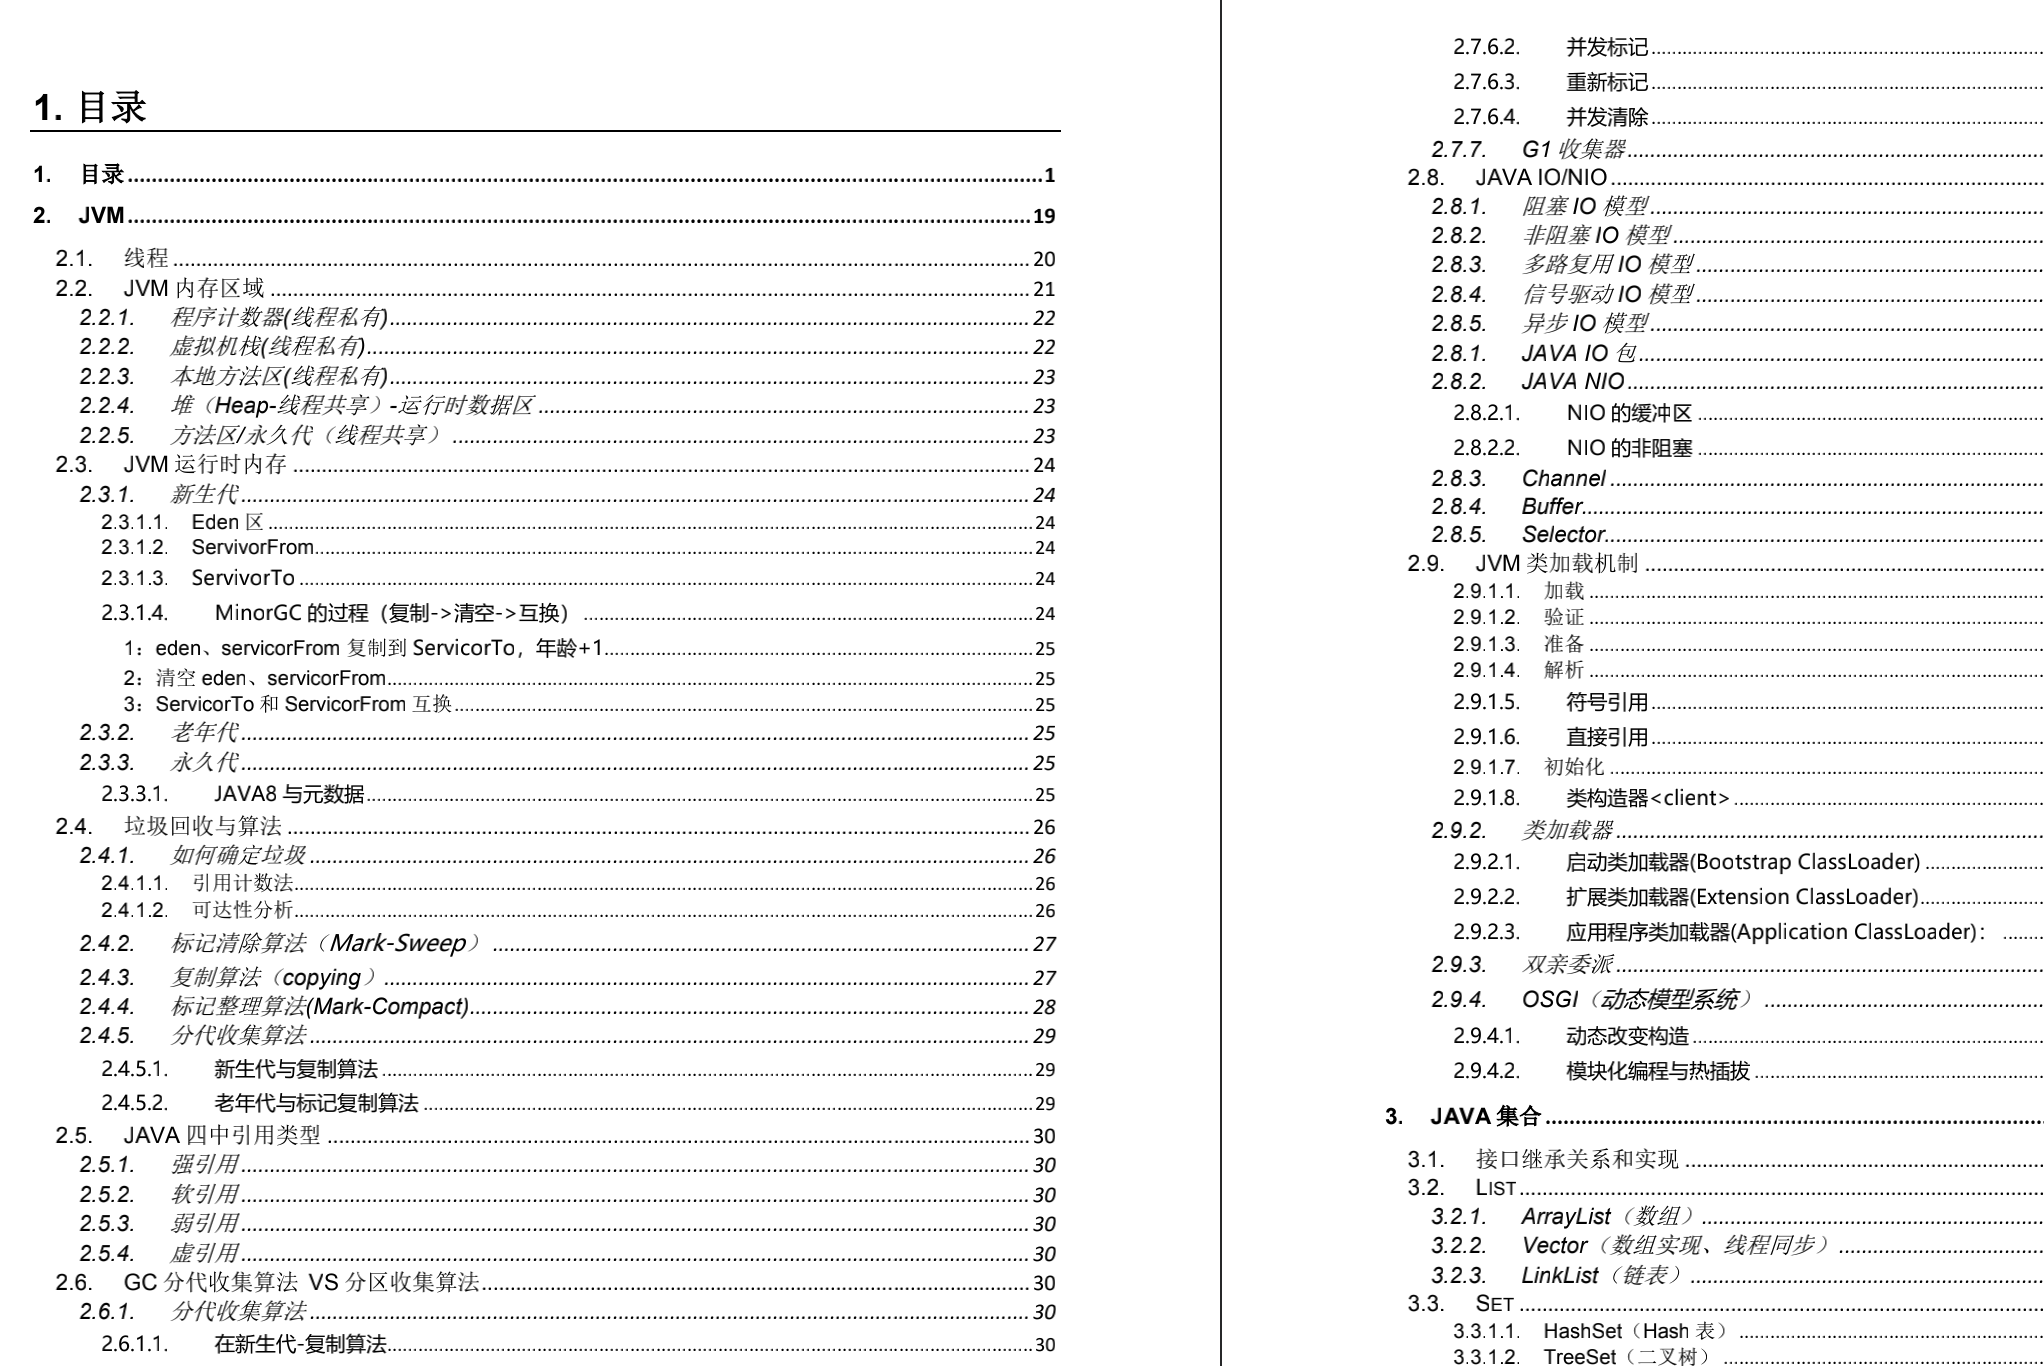 1. 目录
1. 目录 1
2. JVM 19
2.1. 线程 20
2.2. JVM 内存区域 21
2.2.1. 程序计数器(线程私有) 22
2.2.2. 虚拟机栈(线程私有) 22
2.2.3. 本地方法区(线程私有) 23
2.2.4. 堆（Heap-线程共享）-运行时数据区 23
2.2.5. 方法区/永久代（线程共享） 23
2.3. JVM 运行时内存 24
2.3.1. 新生代 24
2.3.1.1. Eden 区 24
2.3.1.2. ServivorFrom 24
2.3.1.3. ServivorTo 24
2.3.1.4. MinorGC 的过程（复制->清空->互换） 24
1：eden、servicorFrom 复制到 ServicorTo，年龄+1 25
2：清空 eden、servicorFrom 25
3：ServicorTo 和 ServicorFrom 互换 25
2.3.2. 老年代 25
2.3.3. 永久代 25
2.3.3.1. JAVA8 与元数据 25
2.4. 垃圾回收与算法 26
2.4.1. 如何确定垃圾 26
2.4.1.1. 引用计数法 26
2.4.1.2. 可达性分析 26
2.4.2. 标记清除算法（Mark-Sweep） 27
2.4.3. 复制算法（copying） 27
2.4.4. 标记整理算法(Mark-Compact) 28
2.4.5. 分代收集算法 29
2.4.5.1. 新生代与复制算法 29
2.4.5.2. 老年代与标记复制算法 29
2.5. JAVA 四中引用类型 30
2.5.1. 强引用 30
2.5.2. 软引用 30
2.5.3. 弱引用 30
2.5.4. 虚引用 30
2.6. GC 分代收集算法 VS 分区收集算法 30
2.6.1. 分代收集算法 30
2.6.1.1. 在新生代-复制算法 30
2.7.6.2. 并发标记
2.7.6.3. 重新标记
2.7.6.4. 并发清除
2.7.7. G1 收集器
2.8. JAVA IO/NIO
2.8.1. 阻塞 IO 模型
2.8.2. 非阻塞 IO 模型
2.8.3. 多路复用 IO 模型
2.8.4. 信号驱动 IO 模型
2.8.5. 异步 IO 模型
2.8.1. JAVA IO 包
2.8.2. JAVA NIO
2.8.2.1. NIO 的缓冲区
2.8.2.2. NIO 的非阻塞
2.8.3. Channel
2.8.4. Buffer
2.8.5. Selector
2.9. JVM 类加载机制
2.9.1.1. 加载
2.9.1.2. 验证
2.9.1.3. 准备
2.9.1.4. 解析
2.9.1.5. 符号引用
2.9.1.6. 直接引用
2.9.1.7. 初始化
2.9.1.8. 类构造器<client>
2.9.2. 类加载器
2.9.2.1. 启动类加载器(Bootstrap ClassLoader)
2.9.2.2. 扩展类加载器(Extension ClassLoader)
2.9.2.3. 应用程序类加载器(Application ClassLoader)：
2.9.3. 双亲委派
2.9.4. OSGI（动态模型系统）
2.9.4.1. 动态改变构造
2.9.4.2. 模块化编程与热插拔
3. JAVA 集合
3.1. 接口继承关系和实现
3.2. LIST
3.2.1. ArrayList（数组）
3.2.2. Vector（数组实现、线程同步）
3.2.3. LinkList（链表）
3.3. SET
3.3.1.1. HashSet（Hash 表）
3.3.1.2. TreeSet（二叉树）